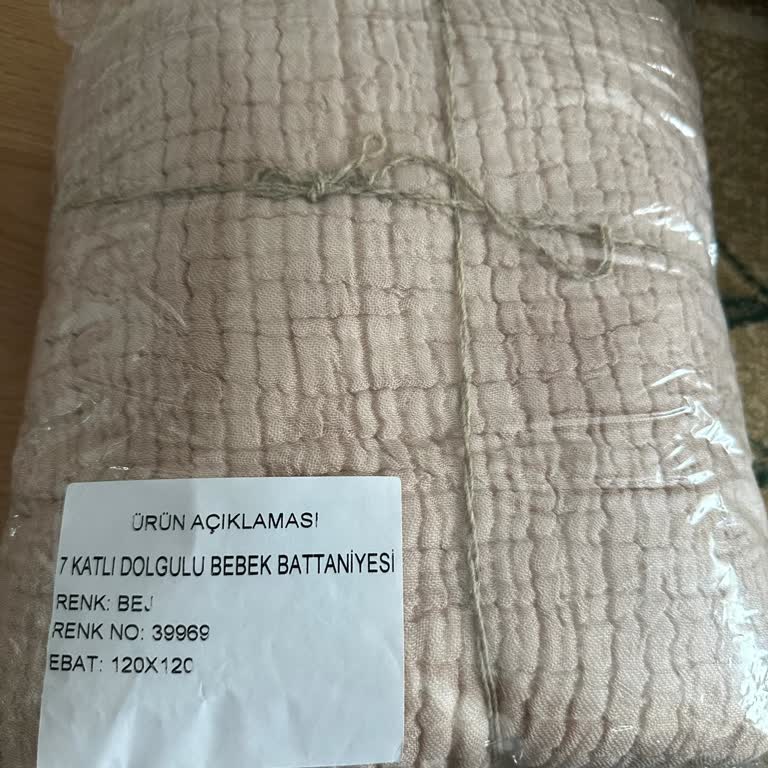 ÜRÜN AÇIKLAMASI
7 KATLI DOLGULU BEBEK BATTANİYESİ
RENK: BEJ
RENK NO: 39969
EBAT: 120X120